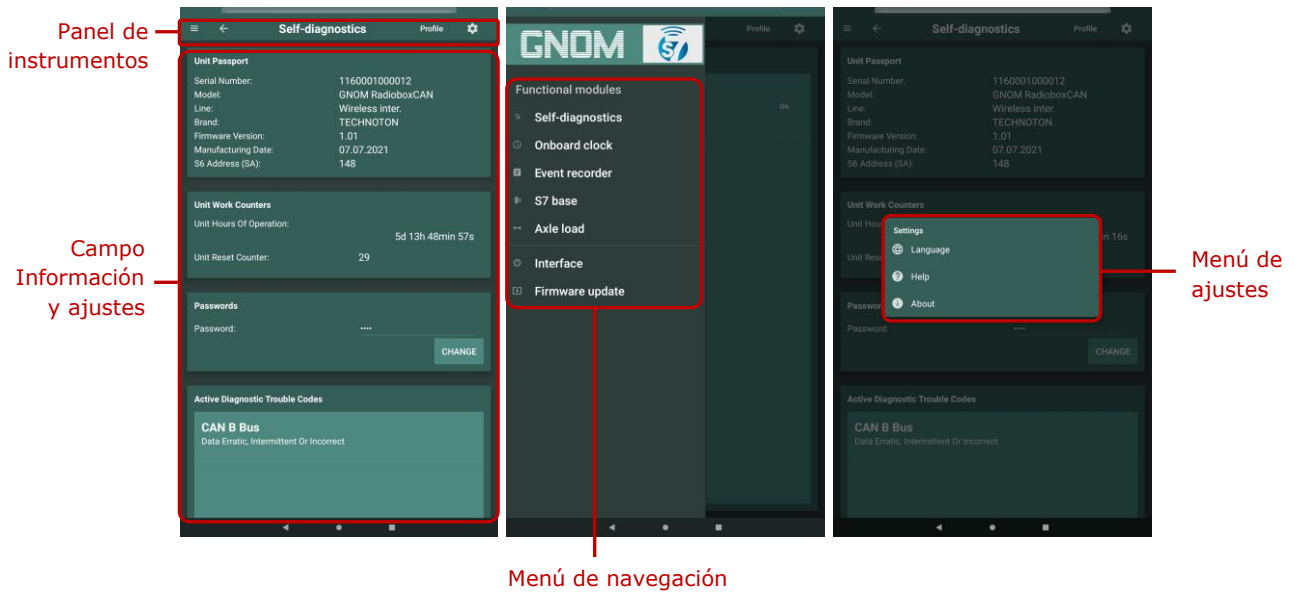 Panel de
instrumentos
Campo
Información
y ajustes
Self-diagnostics Profile
Unit Passport
Serial Number: 1160001000012
Model: GNOM RadioboxCAN
Line: Wireless inter.
Brand: TECHNOTON
Firmware Version: 1.01
Manufacturing Date: 07.07.2021
S6 Address (SA): 148
Unit Work Counters
Unit Hours Of Operation:
5d 13h 48min 57s
Unit Reset Counter: 29
Passwords
Password: ••••
CHANGE
Active Diagnostic Trouble Codes
CAN B Bus
Data Erratic, Intermittent Or Incorrect
GNOM S7
Profile
Functional modules
Self-diagnostics
Onboard clock
Event recorder
S7 base
Axle load
Interface
Firmware update
Menú de navegación
Self-diagnostics Profile
Unit Passport
Serial Number: 1160001000012
Model: GNOM RadioboxCAN
Line: Wireless inter.
Brand: TECHNOTON
Firmware Version: 1.01
Manufacturing Date: 07.07.2021
S6 Address (SA): 148
Unit Work Counters
Unit Hou
in 16s
Unit Res
Settings
Language
Help
About
Passwor
Password: ••••
CHANGE
Active Diagnostic Trouble Codes
CAN B Bus
Data Erratic, Intermittent Or Incorrect
Menú de
ajustes